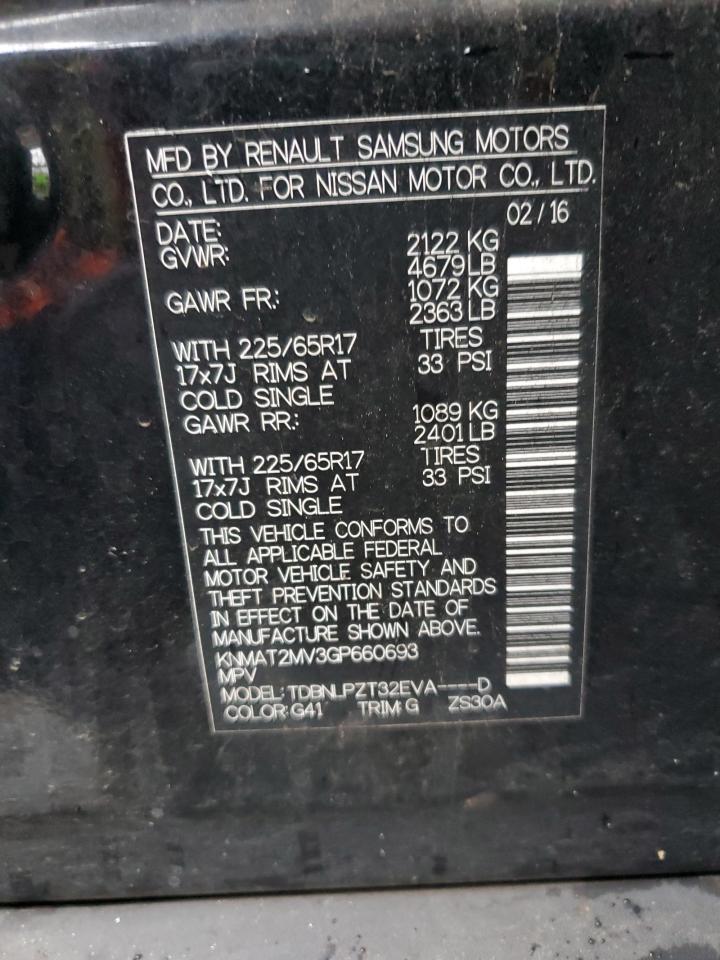 MFD BY RENAULT SAMSUNG MOTORS
CO., LTD. FOR NISSAN MOTOR CO., LTD.
DATE: 02/16
GVWR: 2122 KG
4679 LB
GAWR FR.: 1072 KG
2363 LB
WITH 225/65R17 TIRES
17x7J RIMS AT 33 PSI
COLD SINGLE
GAWR RR.: 1089 KG
2401 LB
WITH 225/65R17 TIRES
17x7J RIMS AT 33 PSI
COLD SINGLE
THIS VEHICLE CONFORMS TO
ALL APPLICABLE FEDERAL
MOTOR VEHICLE SAFETY AND
THEFT PREVENTION STANDARDS
IN EFFECT ON THE DATE OF
MANUFACTURE SHOWN ABOVE.
KNMAT2MV3GP660693
MPV
MODEL: TDBNLPZT32EVA----D
COLOR: G41 TRIM: G ZS30A